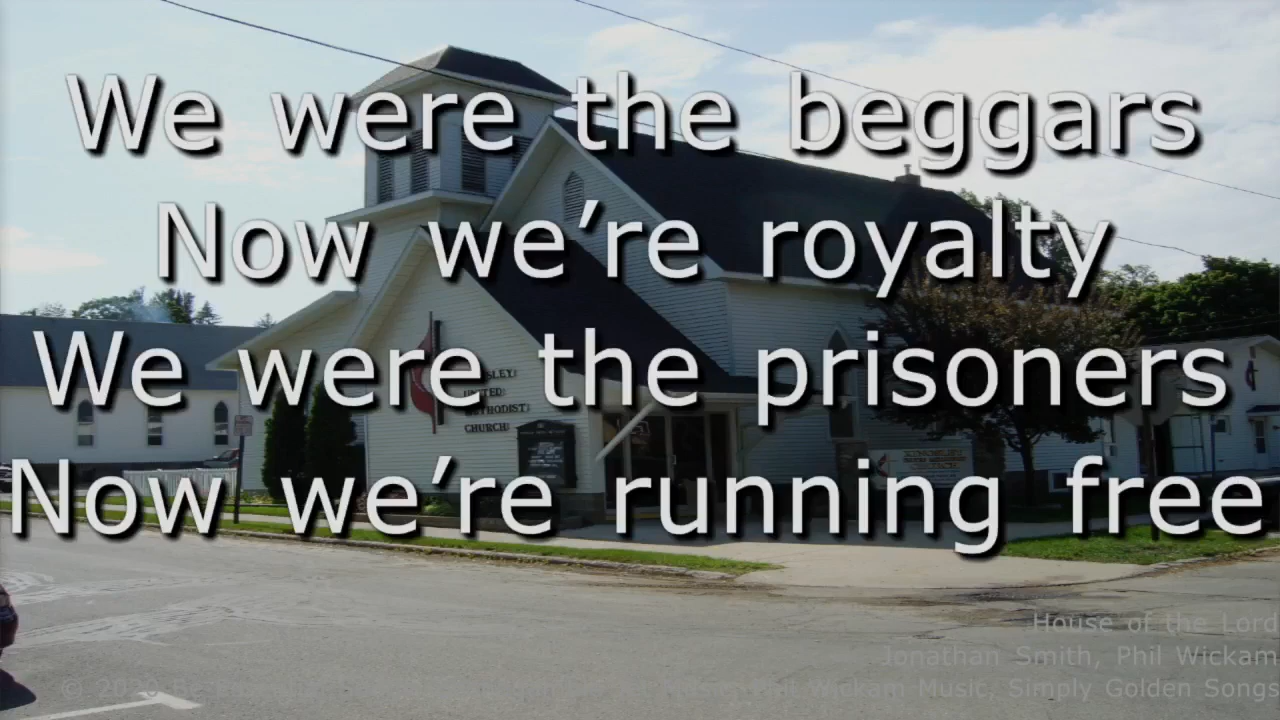 We were the beggars
Now we’re royalty
We were the prisoners
Now we’re running free
UNITED
METHODIST
CHURCH
House of the Lord
Jonathan Smith, Phil Wickam
Phil Wickam Music, Simply Golden Songs